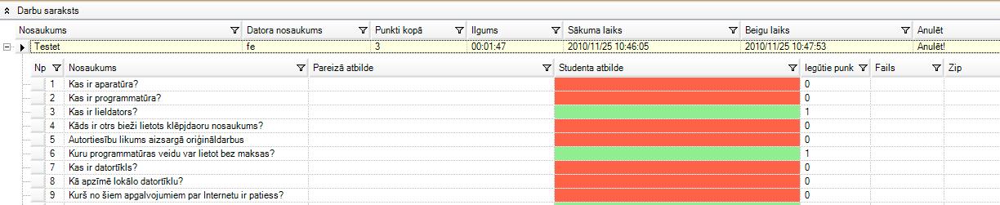 Darbu saraksts
Nosaukums Datora nosaukums Punkti kopā Ilgums Sākuma laiks Beigu laiks Anulēt
Testet fe 3 00:01:47 2010/11/25 10:46:05 2010/11/25 10:47:53 Anulēt!
Np Nosaukums Pareizā atbilde Studenta atbilde Iegūtie punk Fails Zip
1 Kas ir aparatūra? 0
2 Kas ir programmatūra? 0
3 Kas ir lieldators? 1
4 Kāds ir otrs bieži lietots klēpjdaoru nosaukums? 0
5 Autortiesību likums aizsargā oriģināldarbus 0
6 Kuru programmatūras veidu var lietot bez maksas? 1
7 Kas ir datortīkls? 0
8 Kā apzīmē lokālo datortīklu? 0
9 Kurš no šiem apgalvojumiem par Internetu ir patiess? 0